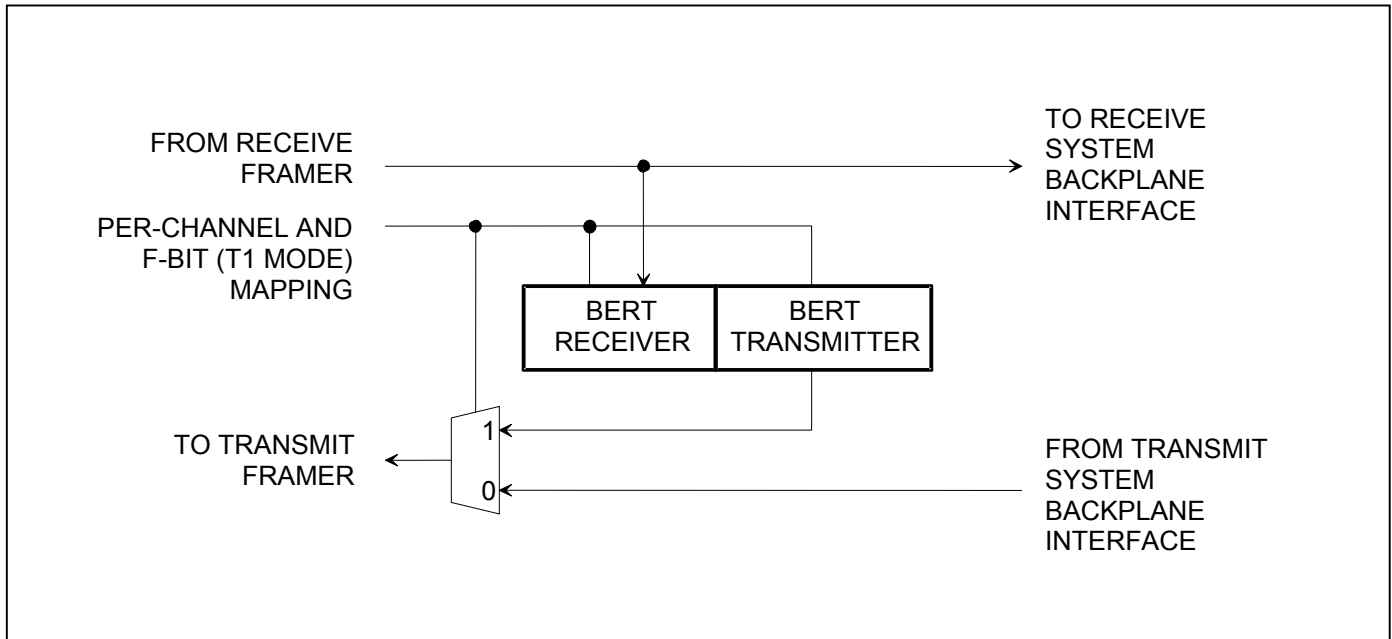 FROM RECEIVE
FRAMER
TO RECEIVE
SYSTEM
BACKPLANE
INTERFACE
PER-CHANNEL AND
F-BIT (T1 MODE)
MAPPING
BERT
RECEIVER
BERT
TRANSMITTER
TO TRANSMIT
FRAMER
1
0
FROM TRANSMIT
SYSTEM
BACKPLANE
INTERFACE